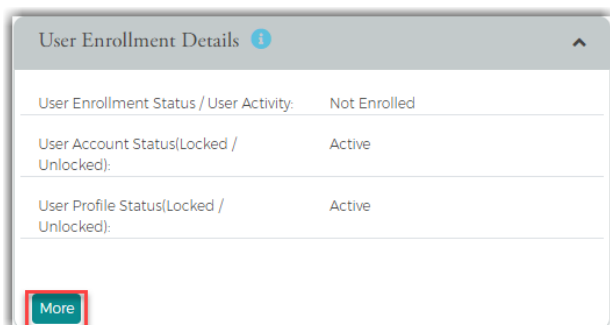 User Enrollment Details
User Enrollment Status / User Activity: Not Enrolled
User Account Status(Locked / Active
Unlocked):
User Profile Status(Locked / Active
Unlocked):
More